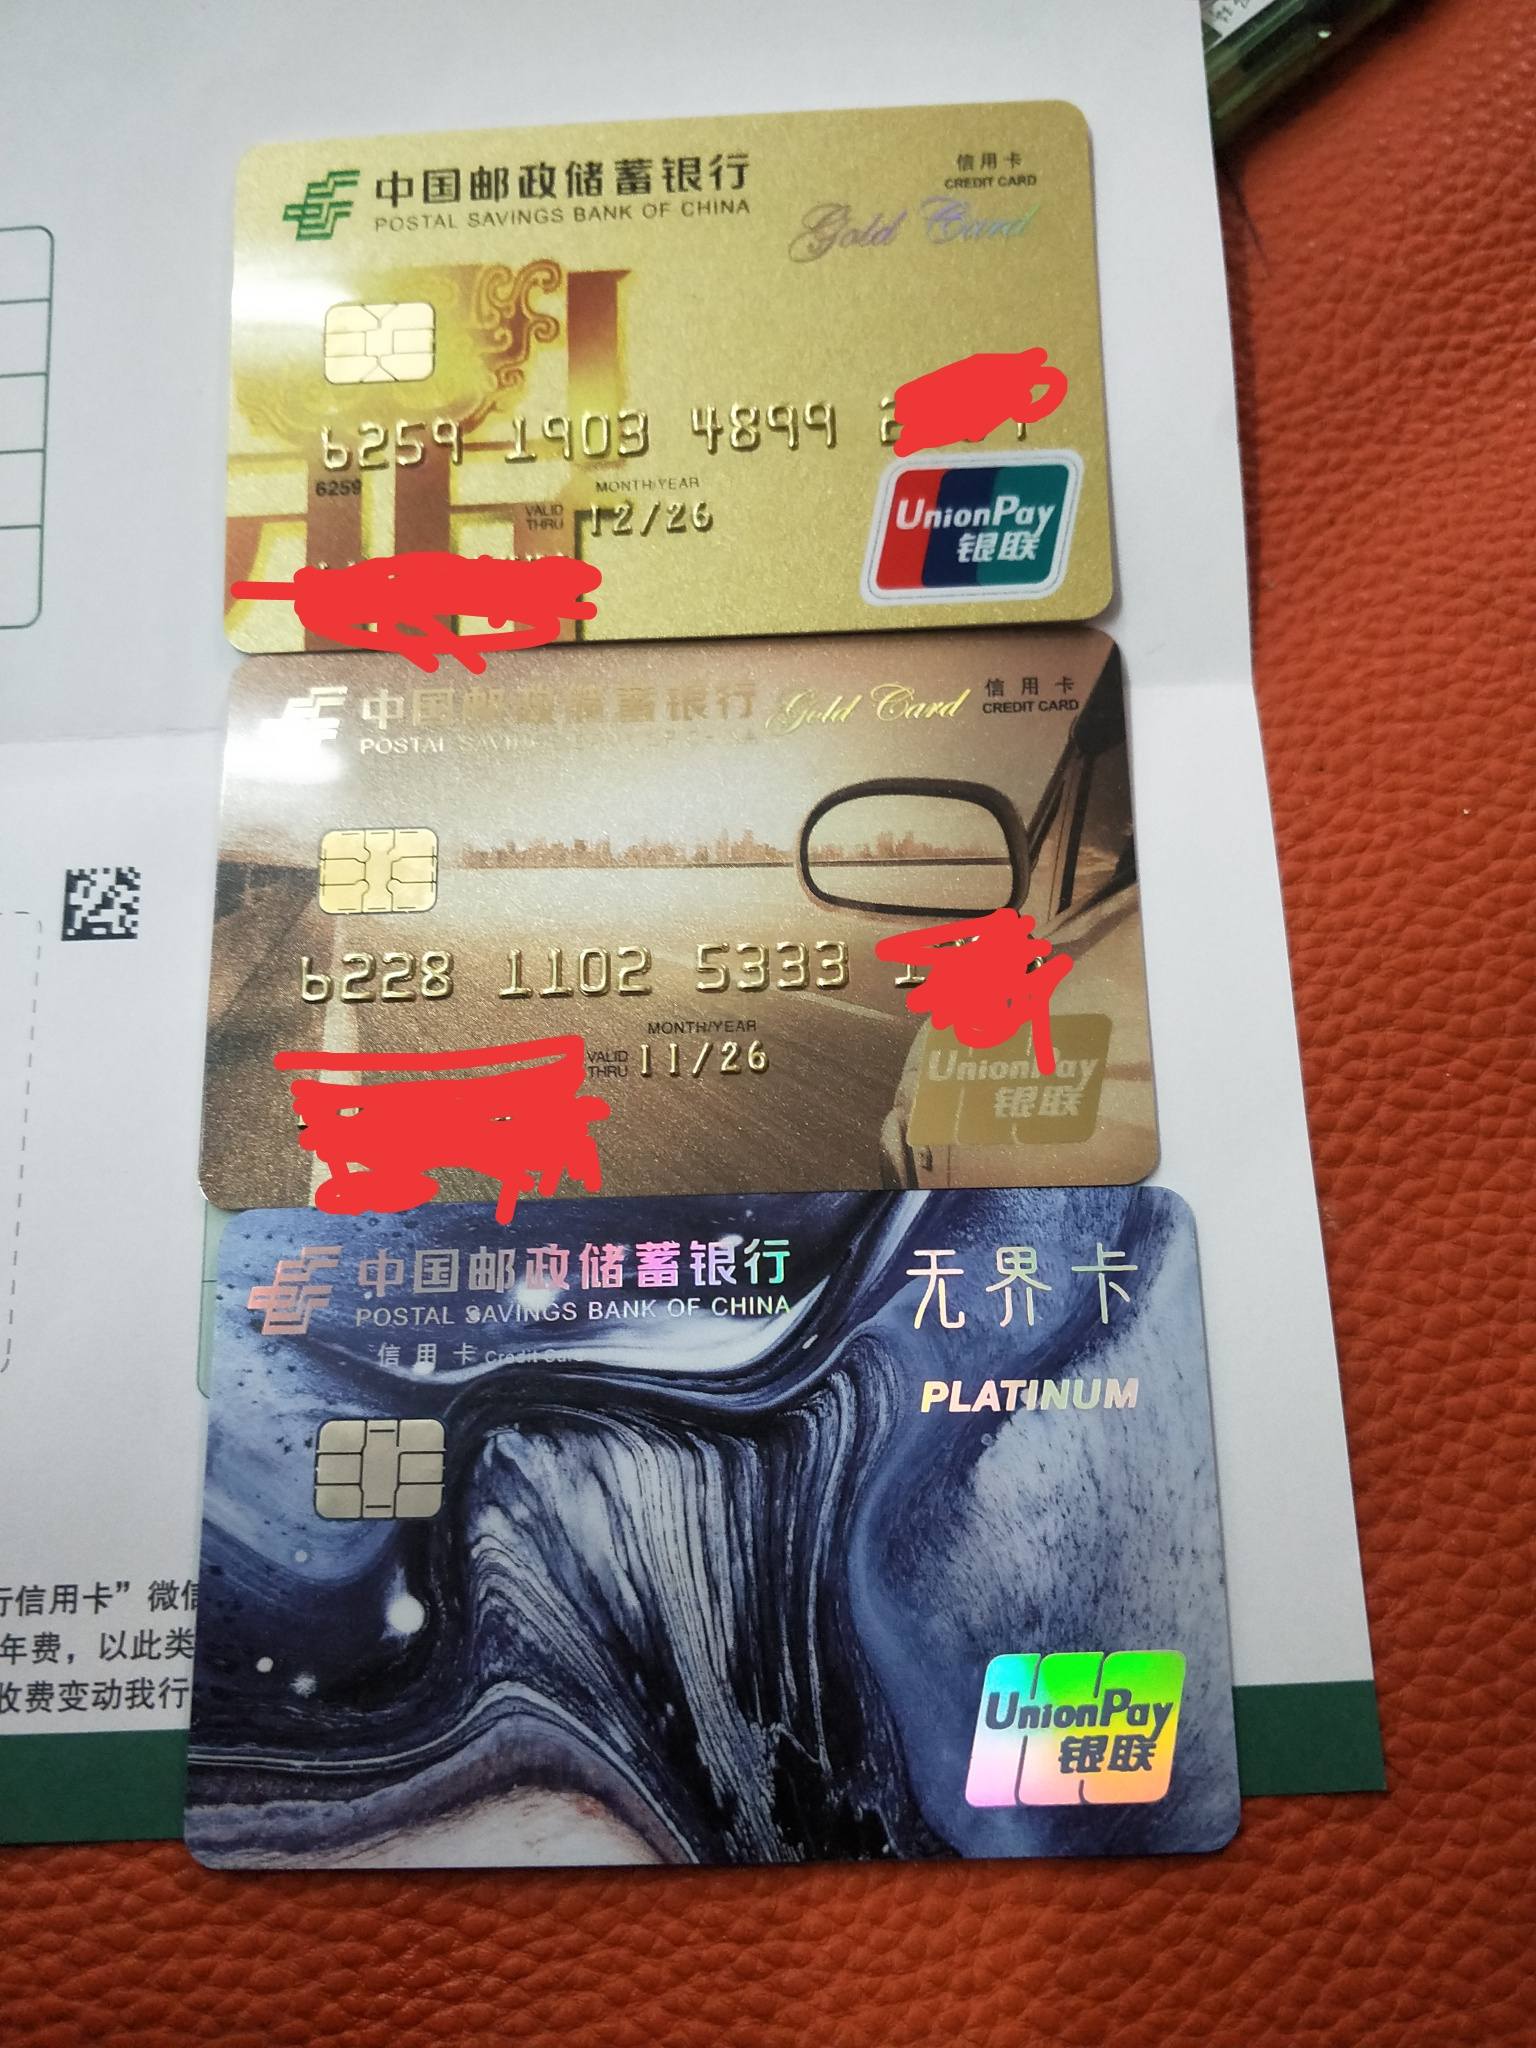 中国邮政储蓄银行
POSTAL SAVINGS BANK OF CHINA
信用卡
CREDIT CARD
Gold Card
6259 1903 4899
6259
MONTH/YEAR
VALID THRU 12/26
UnionPay
银联
中国邮政储蓄银行
POSTAL
Gold Card
信用卡
CREDIT CARD
6228 1102 5333
MONTH/YEAR
VALID THRU 11/26
UnionPay
银联
中国邮政储蓄银行
POSTAL SAVINGS BANK OF CHINA
信用卡 Credit Card
无界卡
PLATINUM
UnionPay
银联
行信用卡”微信
年费，以此类
收费变动我行